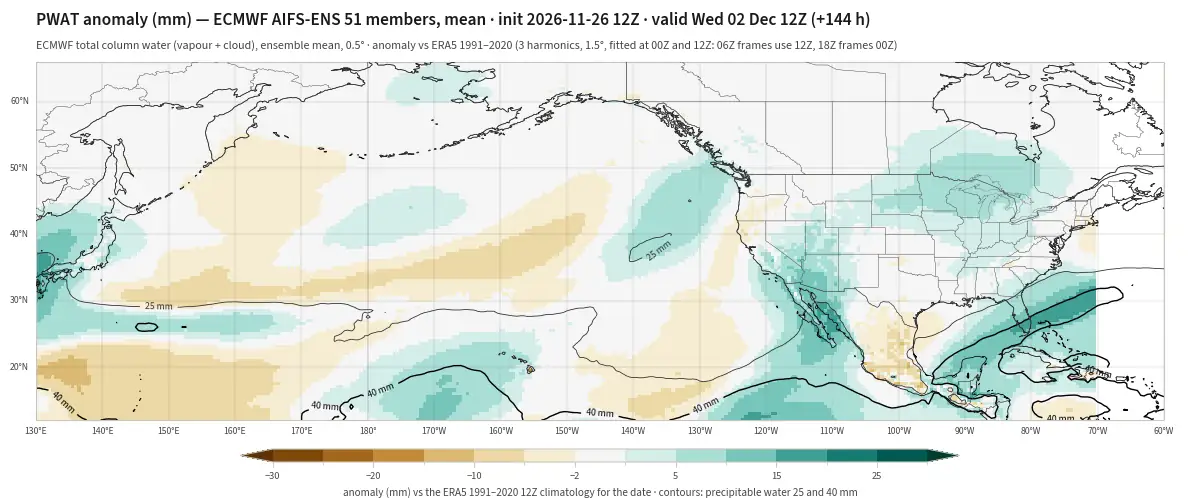 PWAT anomaly (mm) — ECMWF AIFS-ENS 51 members, mean · init 2026-11-26 12Z · valid Wed 02 Dec 12Z (+144 h)
ECMWF total column water (vapour + cloud), ensemble mean, 0.5° · anomaly vs ERA5 1991–2020 (3 harmonics, 1.5°, fitted at 00Z and 12Z: 06Z frames use 12Z, 18Z frames 00Z)
60°N
50°N
40°N
30°N
20°N
25 mm
25 mm
40 mm
40 mm
40 mm
40 mm
40 mm
40 mm
40 mm
130°E 140°E 150°E 160°E 170°E 180° 170°W 160°W 150°W 140°W 130°W 120°W 110°W 100°W 90°W 80°W 70°W 60°W
−30 −20 −10 −2 5 15 25
anomaly (mm) vs the ERA5 1991–2020 12Z climatology for the date · contours: precipitable water 25 and 40 mm